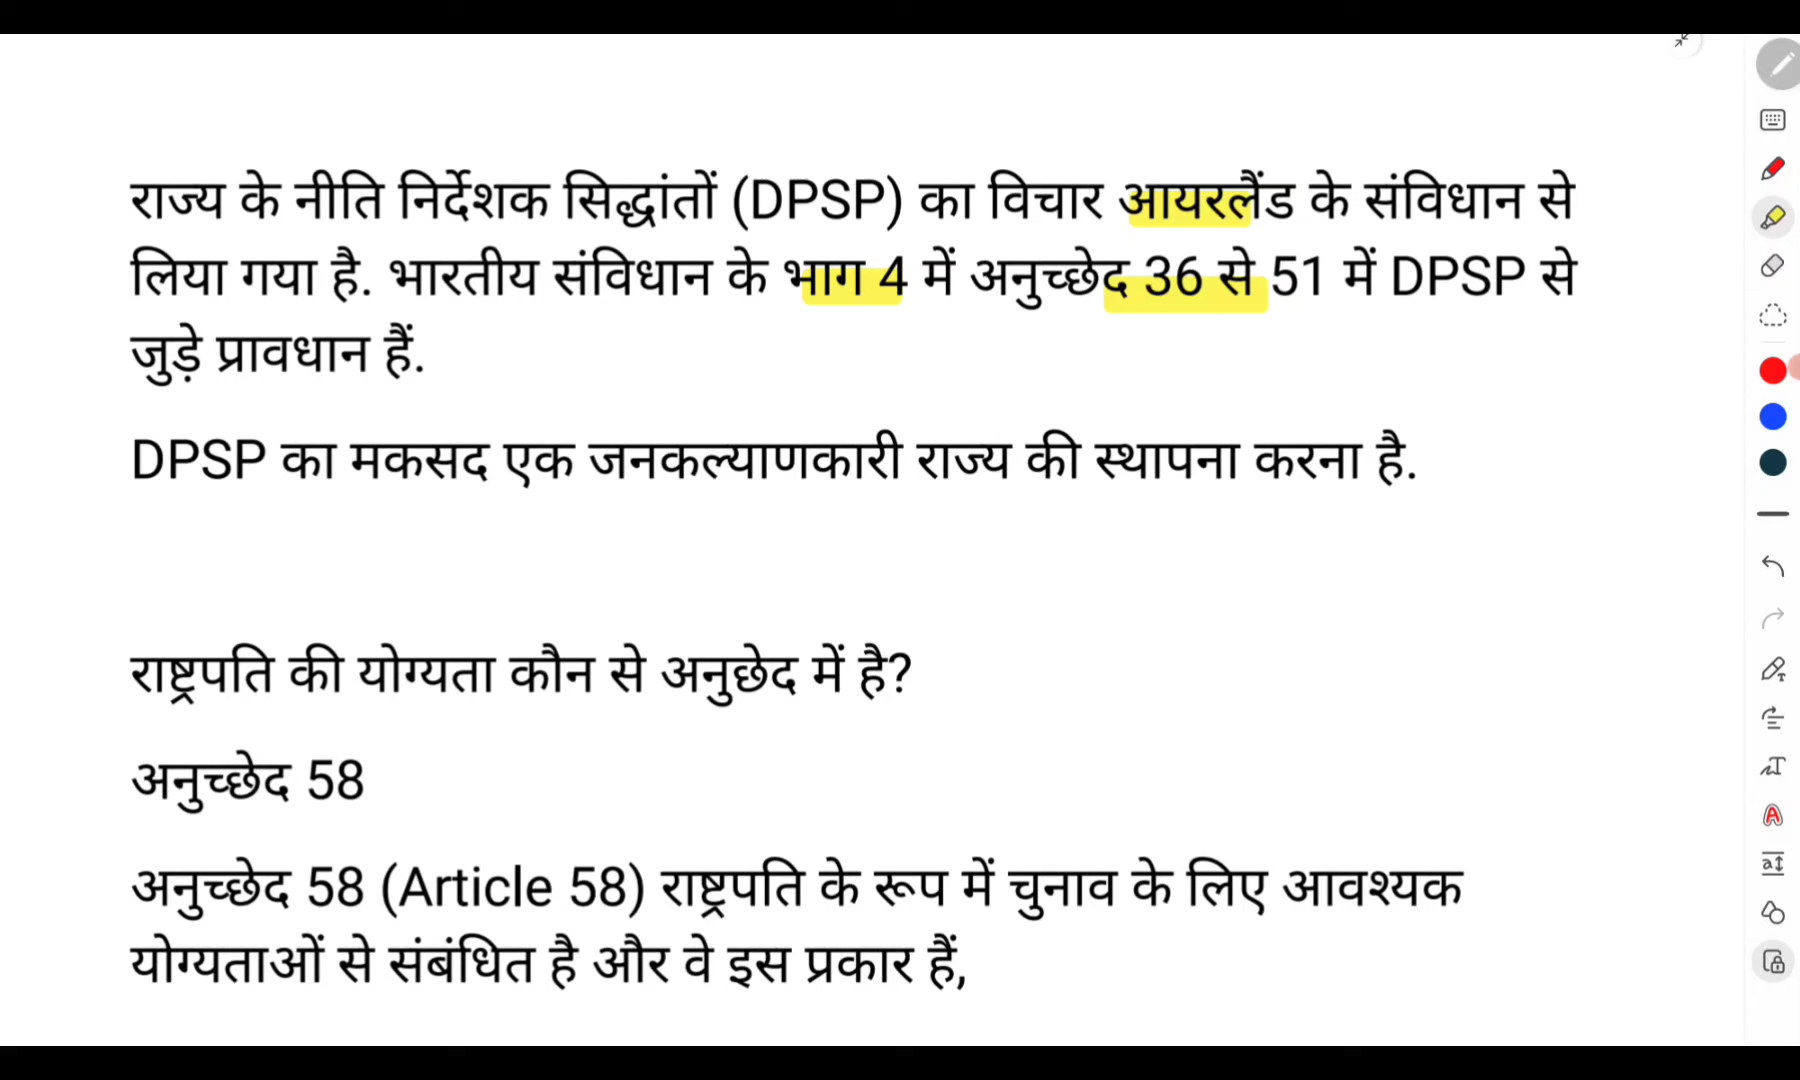 राज्य के नीति निर्देशक सिद्धांतों (DPSP) का विचार आयरलैंड के संविधान से
लिया गया है. भारतीय संविधान के भाग 4 में अनुच्छेद 36 से 51 में DPSP से
जुड़े प्रावधान हैं.
DPSP का मकसद एक जनकल्याणकारी राज्य की स्थापना करना है.
राष्ट्रपति की योग्यता कौन से अनुछेद में है?
अनुच्छेद 58
अनुच्छेद 58 (Article 58) राष्ट्रपति के रूप में चुनाव के लिए आवश्यक
योग्यताओं से संबंधित है और वे इस प्रकार हैं,